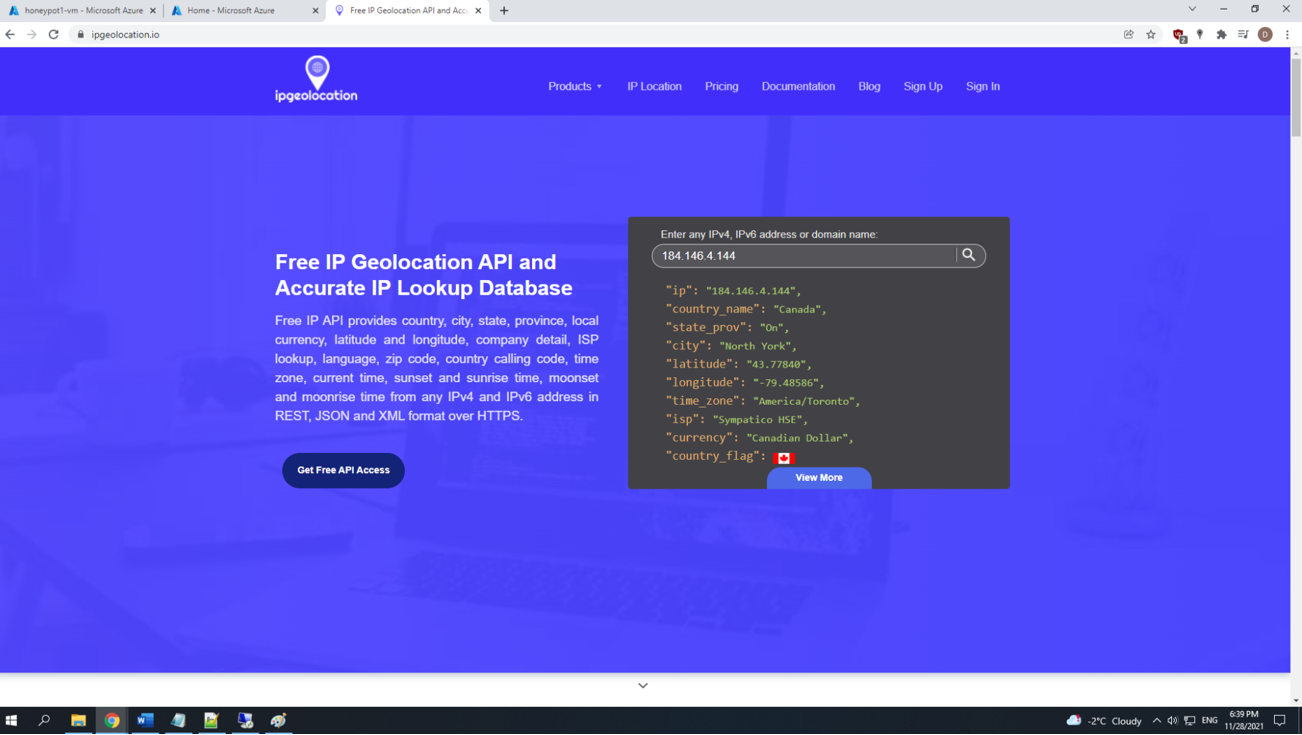 honeypot1-vm - Microsoft Azure
Home - Microsoft Azure
Free IP Geolocation API and Accu
ipgeolocation.io
2
D
ipgeolocation
Products
IP Location
Pricing
Documentation
Blog
Sign Up
Sign In
Free IP Geolocation API and
Accurate IP Lookup Database
Free IP API provides country, city, state, province, local
currency, latitude and longitude, company detail, ISP
lookup, language, zip code, country calling code, time
zone, current time, sunset and sunrise time, moonset
and moonrise time from any IPv4 and IPv6 address in
REST, JSON and XML format over HTTPS.
Get Free API Access
Enter any IPv4, IPv6 address or domain name:
184.146.4.144
"ip": "184.146.4.144",
"country_name": "Canada",
"state_prov": "On",
"city": "North York",
"latitude": "43.77840",
"longitude": "-79.48586",
"time_zone": "America/Toronto",
"isp": "Sympatico HSE",
"currency": "Canadian Dollar",
"country_flag":
View More
-2°C Cloudy
ENG
6:39 PM
11/28/2021